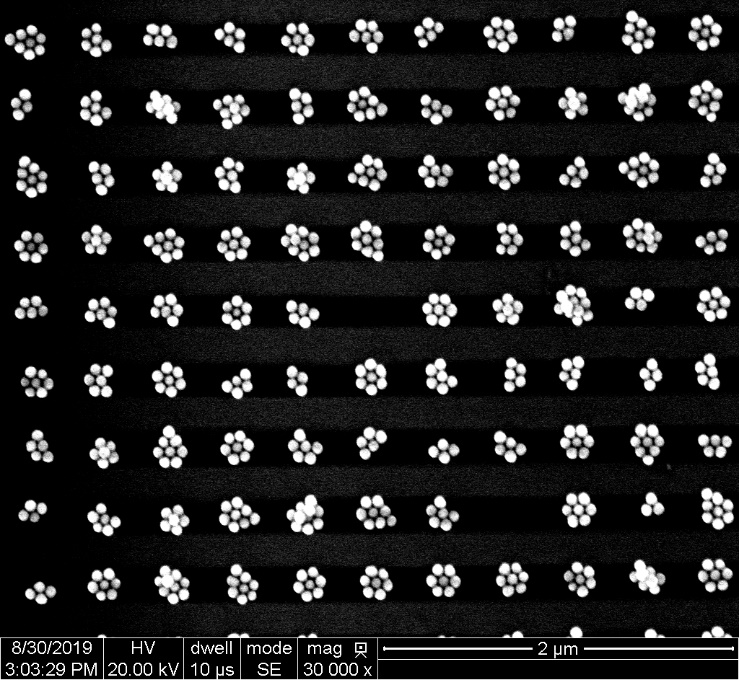 8/30/2019 HV dwell mode mag
3:03:29 PM 20.00 kV 10 µs SE 30 000 x
2 µm